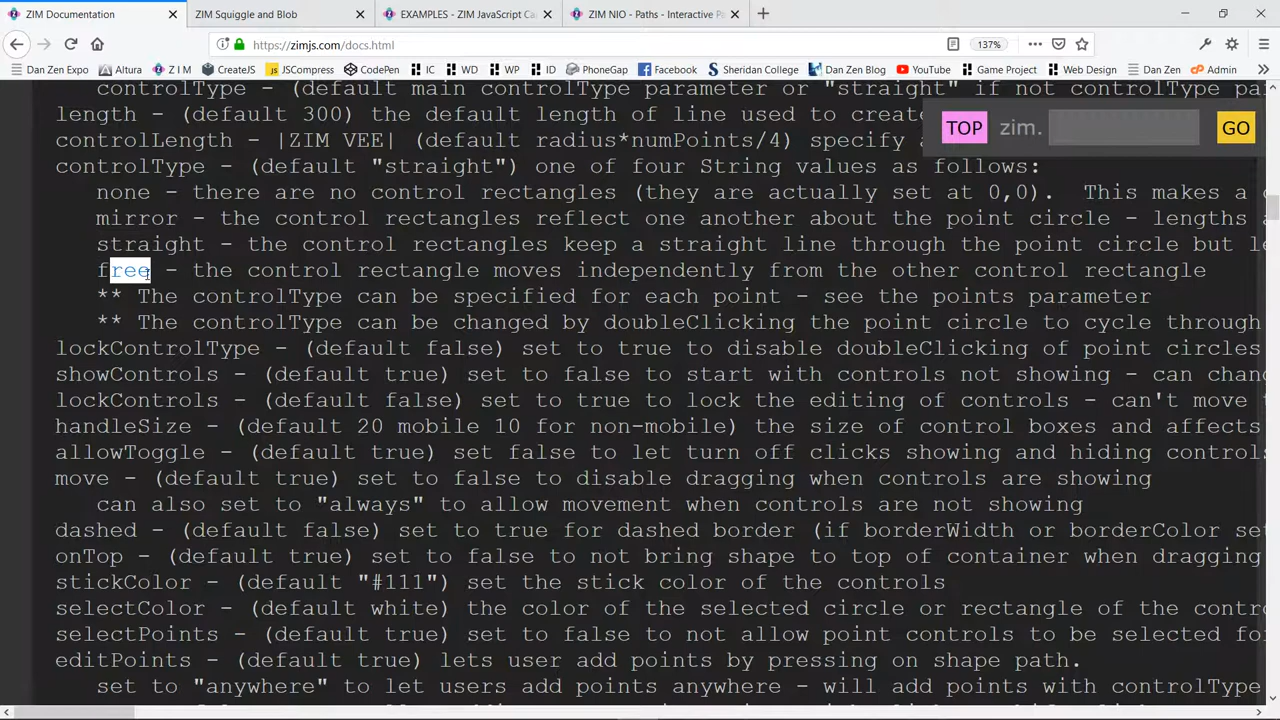 ZIM Documentation
ZIM Squiggle and Blob
EXAMPLES - ZIM JavaScript Ca
ZIM NIO - Paths - Interactive P
https://zimjs.com/docs.html
137%
Dan Zen Expo
Altura
Z I M
CreateJS
JSCompress
CodePen
IC
WD
WP
ID
PhoneGap
Facebook
Sheridan College
Dan Zen Blog
YouTube
Game Project
Web Design
Dan Zen
Admin
TOP zim. GO
controlType - (default main controlType parameter or "straight" if not controlType pa
length - (default 300) the default length of line used to create
controlLength - |ZIM VEE| (default radius*numPoints/4) specify a
controlType - (default "straight") one of four String values as follows:
none - there are no control rectangles (they are actually set at 0,0). This makes a
mirror - the control rectangles reflect one another about the point circle - lengths
straight - the control rectangles keep a straight line through the point circle but le
free - the control rectangle moves independently from the other control rectangle
** The controlType can be specified for each point - see the points parameter
** The controlType can be changed by doubleClicking the point circle to cycle through
lockControlType - (default false) set to true to disable doubleClicking of point circles
showControls - (default true) set to false to start with controls not showing - can chan
lockControls - (default false) set to true to lock the editing of controls - can't move
handleSize - (default 20 mobile 10 for non-mobile) the size of control boxes and affects
allowToggle - (default true) set false to let turn off clicks showing and hiding controls
move - (default true) set to false to disable dragging when controls are showing
can also set to "always" to allow movement when controls are not showing
dashed - (default false) set to true for dashed border (if borderWidth or borderColor set
onTop - (default true) set to false to not bring shape to top of container when dragging
stickColor - (default "#111") set the stick color of the controls
selectColor - (default white) the color of the selected circle or rectangle of the contro
selectPoints - (default true) set to false to not allow point controls to be selected for
editPoints - (default true) lets user add points by pressing on shape path.
set to "anywhere" to let users add points anywhere - will add points with controlType